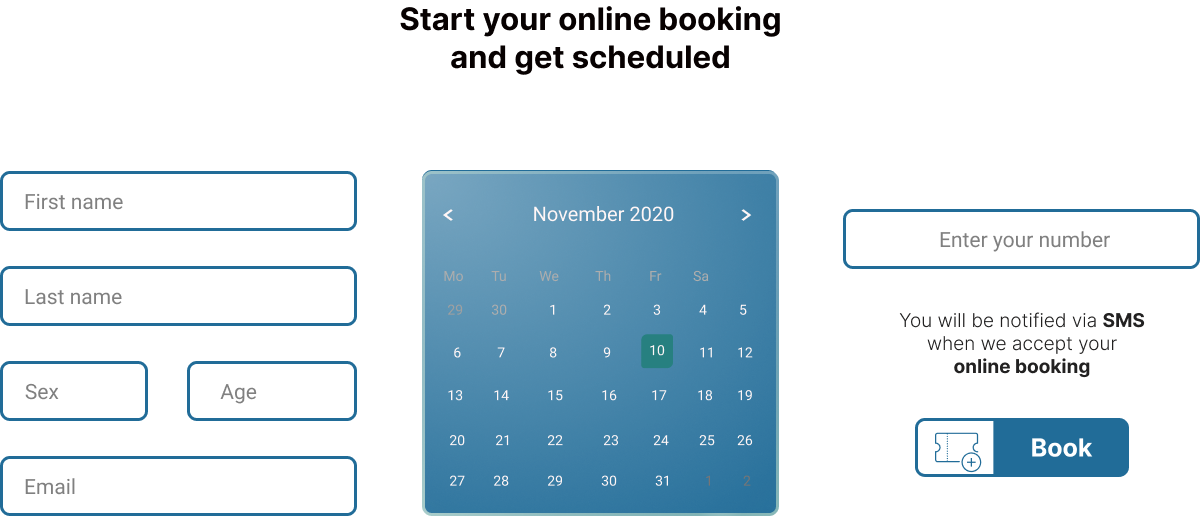 Start your online booking
and get scheduled
First name
Last name
Sex
Age
Email
<
November 2020
>
Mo Tu We Th Fr Sa
29 30 1 2 3 4 5
6 7 8 9 10 11 12
13 14 15 16 17 18 19
20 21 22 23 24 25 26
27 28 29 30 31 1 2
Enter your number
You will be notified via SMS
when we accept your
online booking
Book